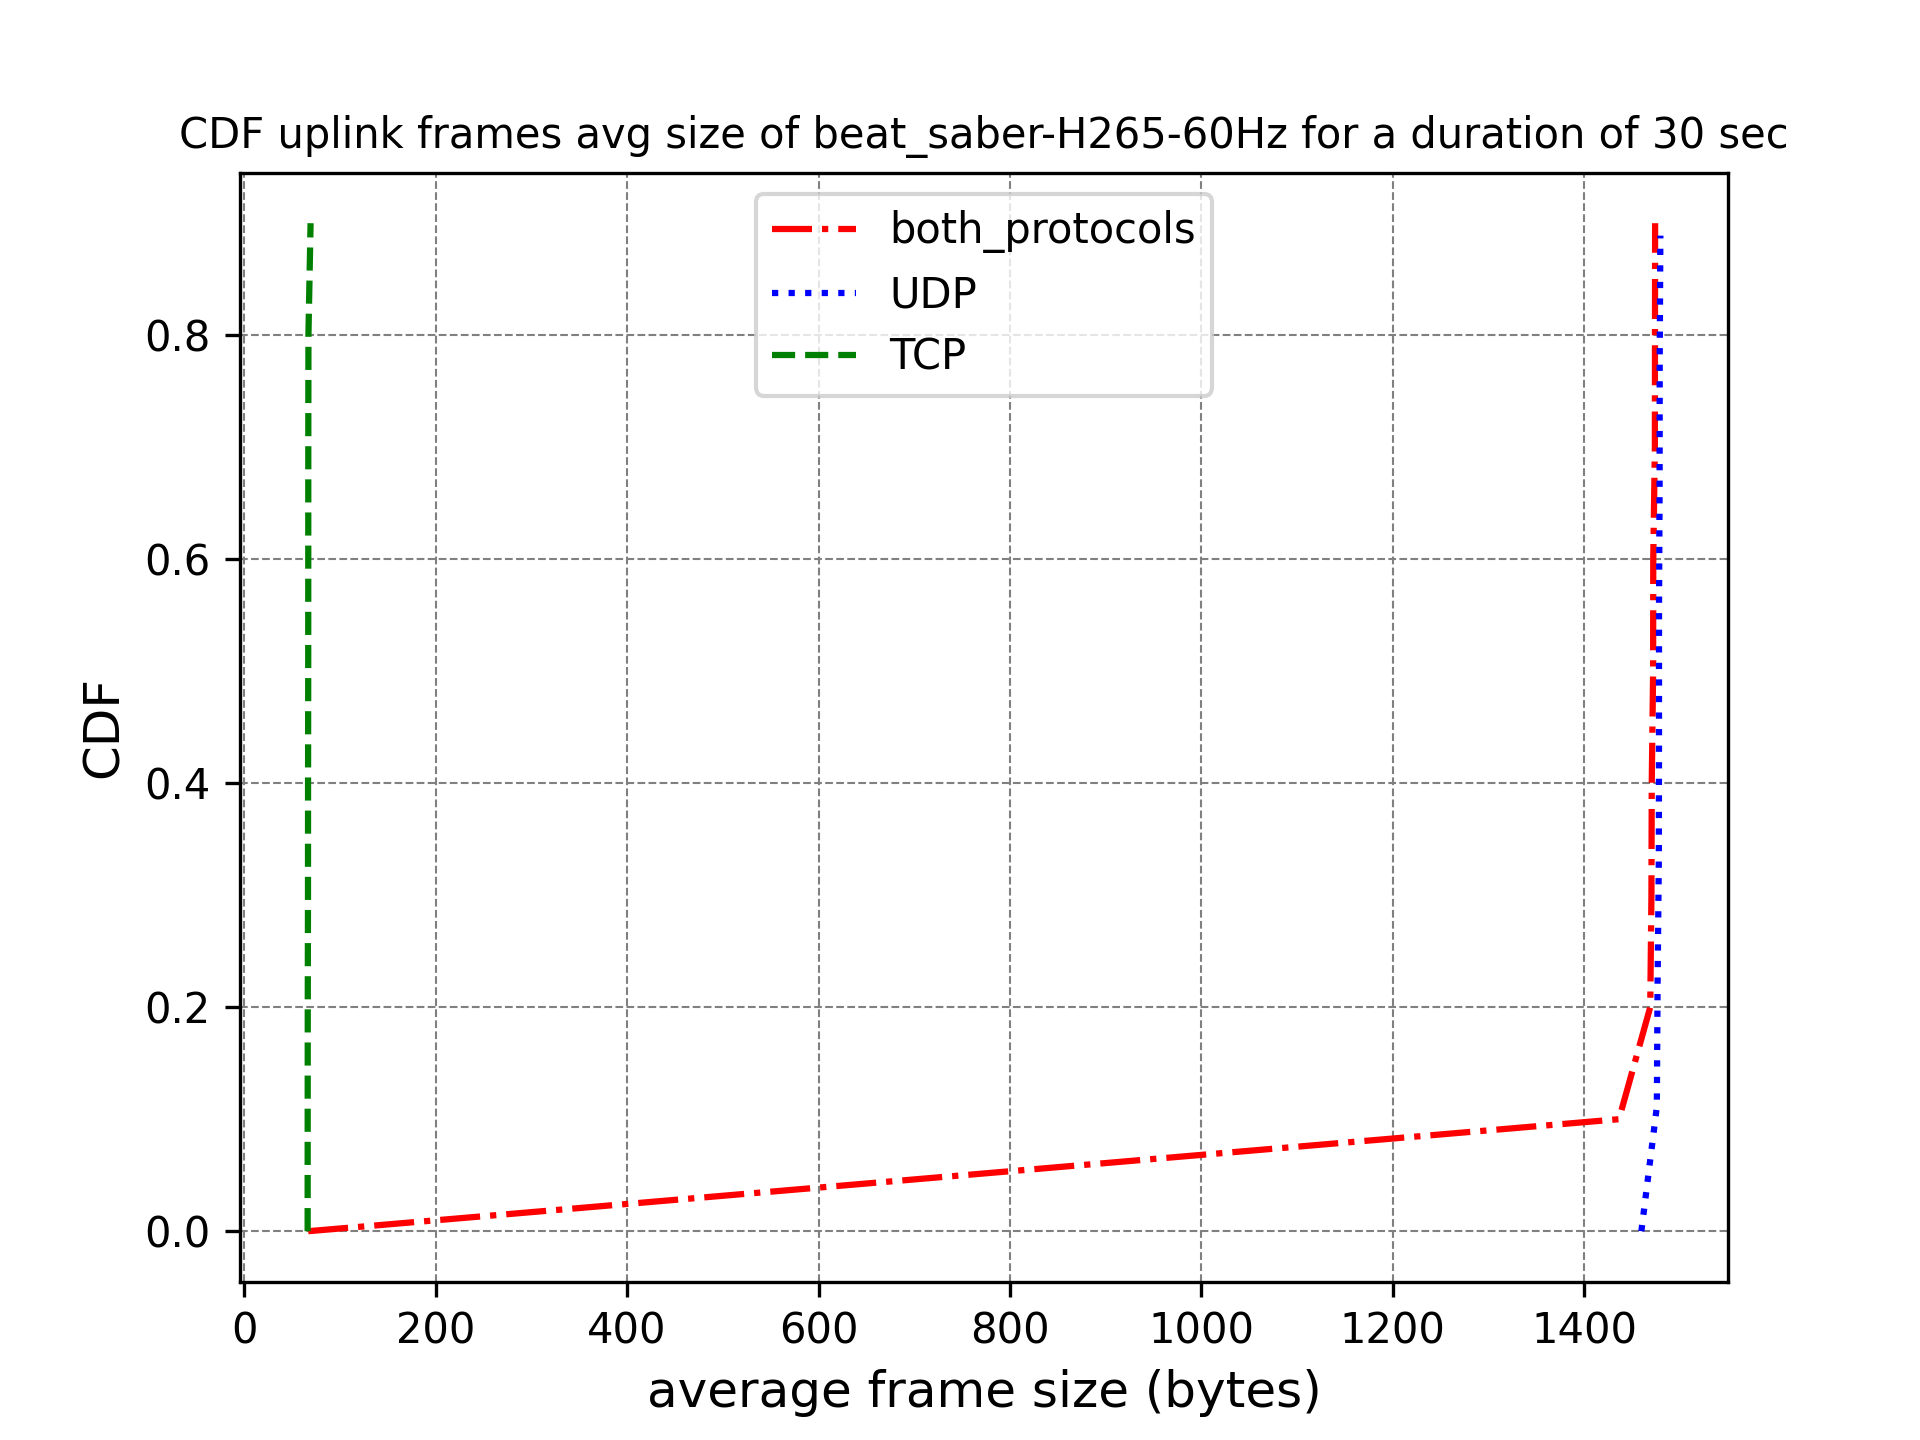 CDF uplink frames avg size of beat_saber-H265-60Hz for a duration of 30 sec
both_protocols
UDP
TCP
0.8
0.6
0.4
0.2
0.0
CDF
0 200 400 600 800 1000 1200 1400
average frame size (bytes)